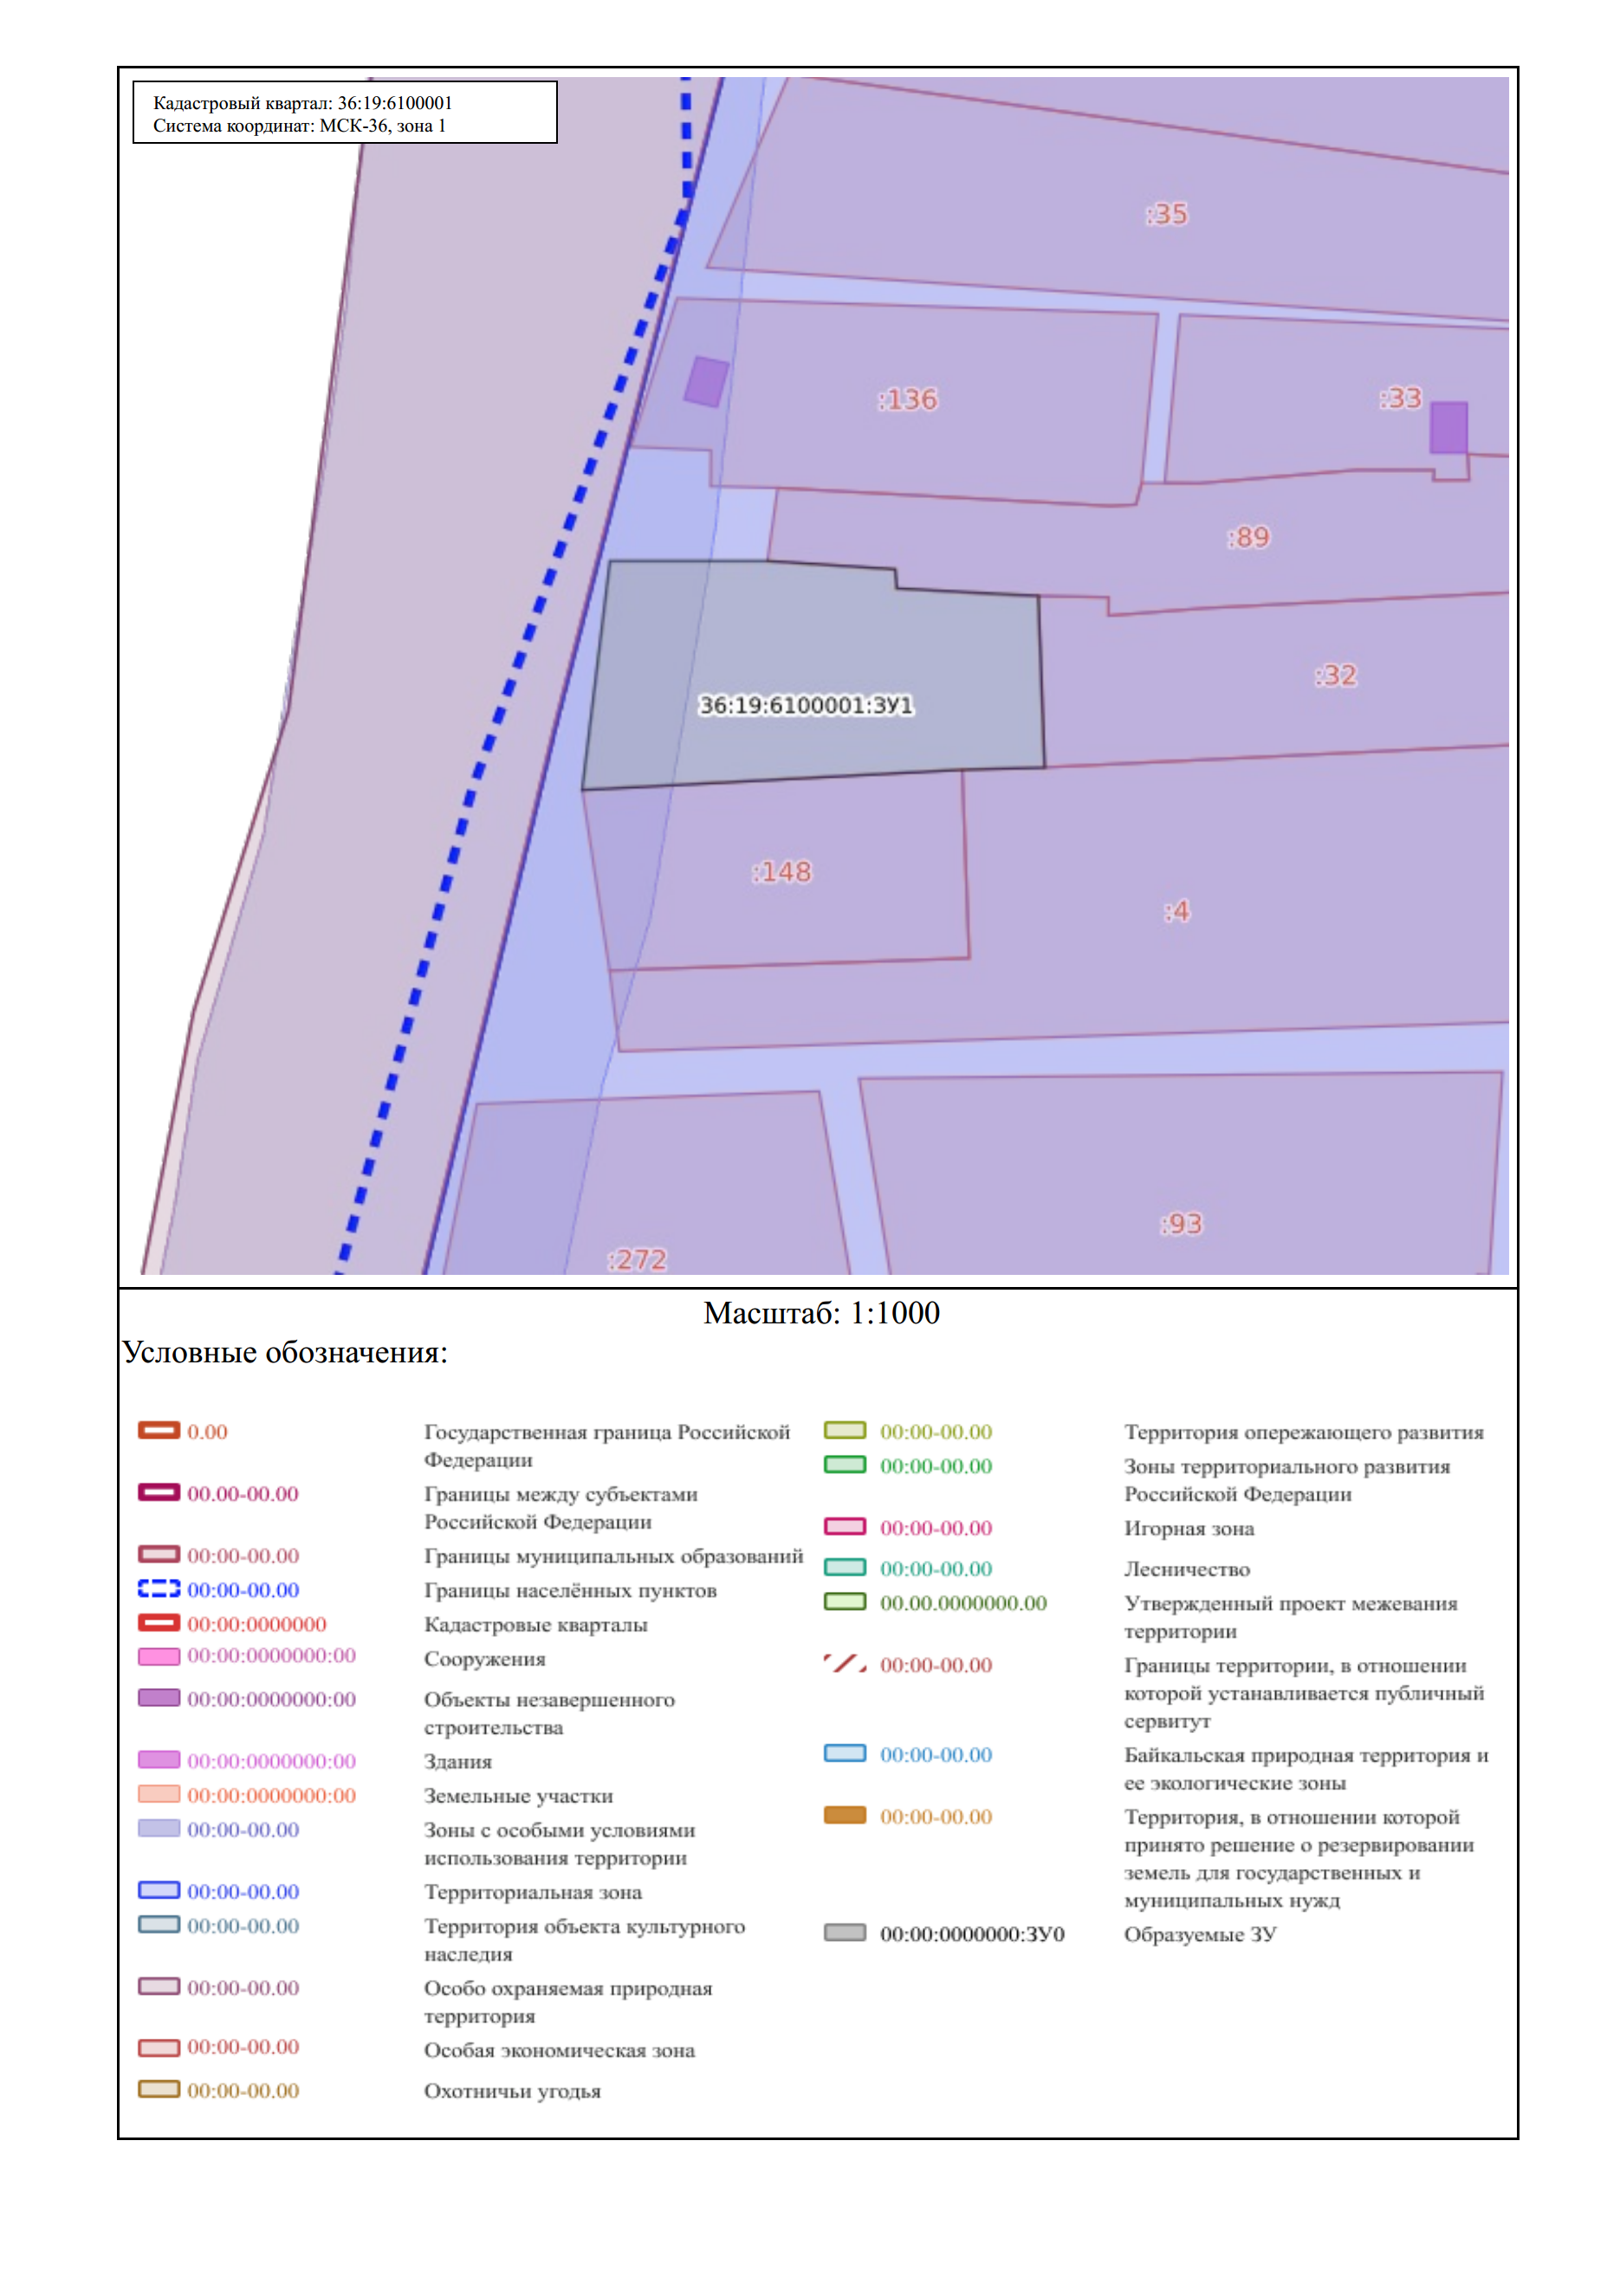 Кадастровый квартал: 36:19:6100001
Система координат: МСК-36, зона 1
:35
:136
:33
:89
:32
36:19:6100001:ЗУ1
:148
:4
:93
:272
Масштаб: 1:1000
Условные обозначения:
0.00 Государственная граница Российской
Федерации
00.00-00.00 Границы между субъектами
Российской Федерации
00:00-00.00 Границы муниципальных образований
00:00-00.00 Границы населённых пунктов
00:00:0000000 Кадастровые кварталы
00:00:0000000:00 Сооружения
00:00:0000000:00 Объекты незавершенного
строительства
00:00:0000000:00 Здания
00:00:0000000:00 Земельные участки
00:00-00.00 Зоны с особыми условиями
использования территории
00:00-00.00 Территориальная зона
00:00-00.00 Территория объекта культурного
наследия
00:00-00.00 Особо охраняемая природная
территория
00:00-00.00 Особая экономическая зона
00:00-00.00 Охотничьи угодья
00:00-00.00 Территория опережающего развития
00:00-00.00 Зоны территориального развития
Российской Федерации
00:00-00.00 Игорная зона
00:00-00.00 Лесничество
00.00.0000000.00 Утвержденный проект межевания
территории
00:00-00.00 Границы территории, в отношении
которой устанавливается публичный
сервитут
00:00-00.00 Байкальская природная территория и
ее экологические зоны
00:00-00.00 Территория, в отношении которой
принято решение о резервировании
земель для государственных и
муниципальных нужд
00:00:0000000:ЗУ0 Образуемые ЗУ